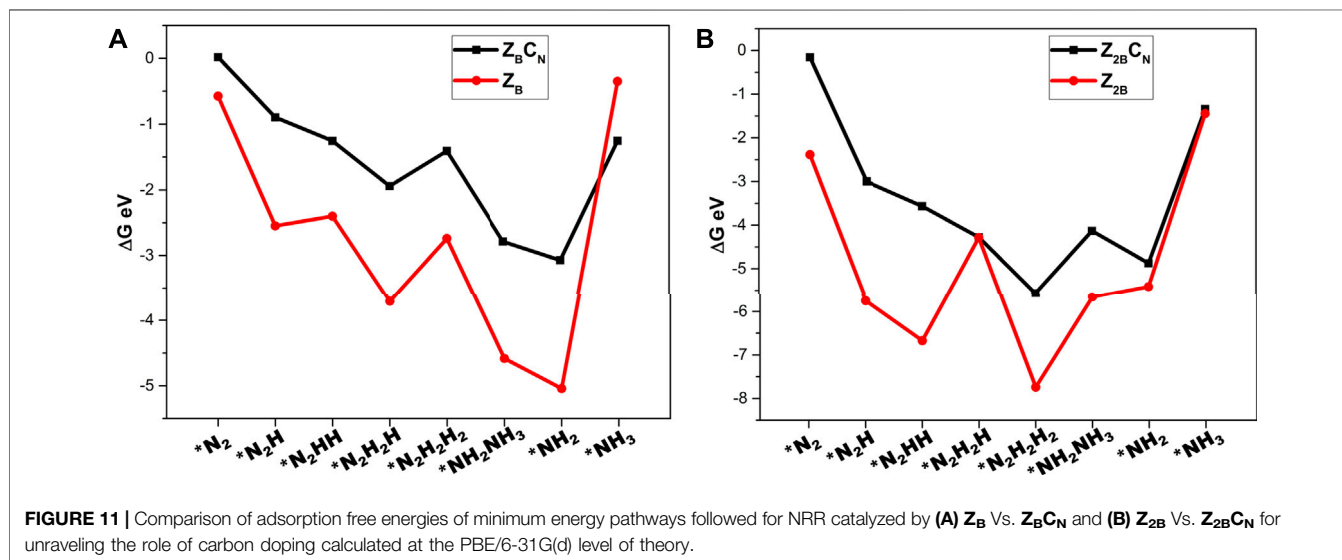 A
Z_BC_N
Z_B
ΔG eV
0
-1
-2
-3
-4
-5
*N₂
*N₂H
*N₂HH
*N₂H₂H
*N₂H₂H₂
*NH₂NH₃
*NH₂
*NH₃
B
Z_2BC_N
Z_2B
ΔG eV
0
-1
-2
-3
-4
-5
-6
-7
-8
*N₂
*N₂H
*N₂HH
*N₂H₂H
*N₂H₂H₂
*NH₂NH₃
*NH₂
*NH₃
FIGURE 11 | Comparison of adsorption free energies of minimum energy pathways followed for NRR catalyzed by (A) Z_B Vs. Z_BC_N and (B) Z_2B Vs. Z_2BC_N for
unraveling the role of carbon doping calculated at the PBE/6-31G(d) level of theory.